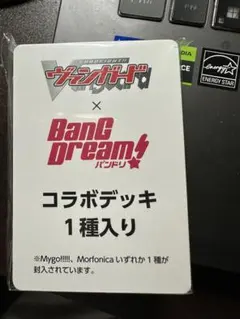 CARDFIGHT!!
ヴァンガード
×
BanG
Dream!
バンドリ!
コラボデッキ
1種入り
※Mygo!!!!!、Morfonica いずれか 1 種が
封入されています。
ENERGY STAR